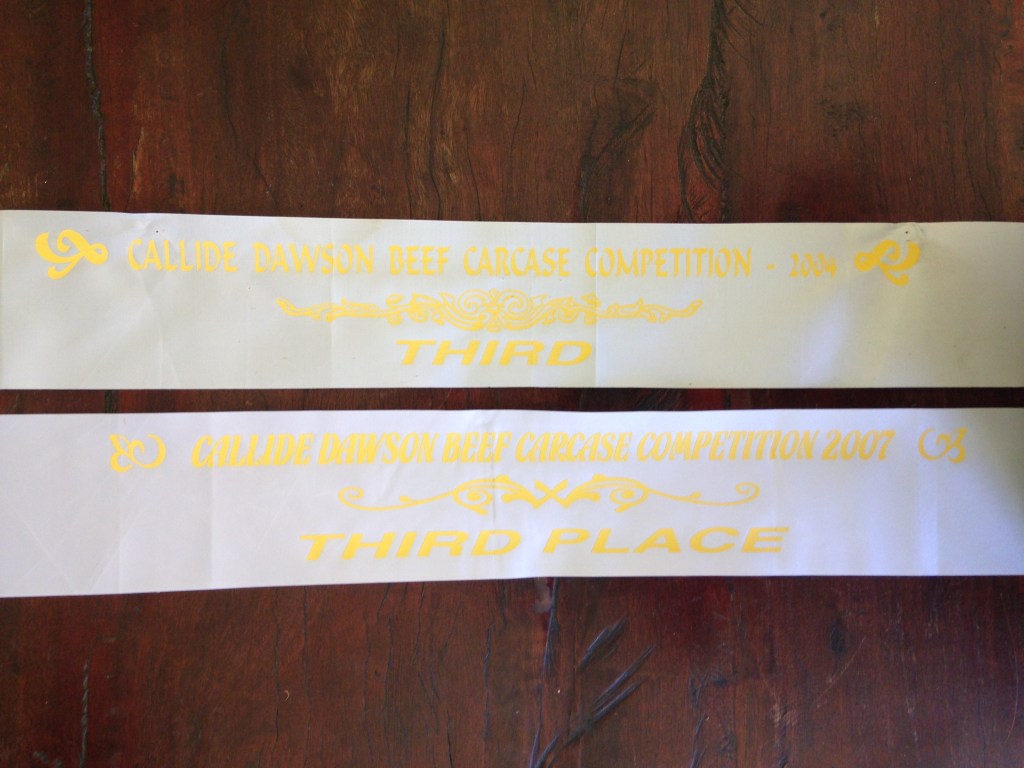 CALLIDE DAWSON BEEF CARCASE COMPETITION - 2004
THIRD
CALLIDE DAWSON BEEF CARCASE COMPETITION 2007
THIRD PLACE